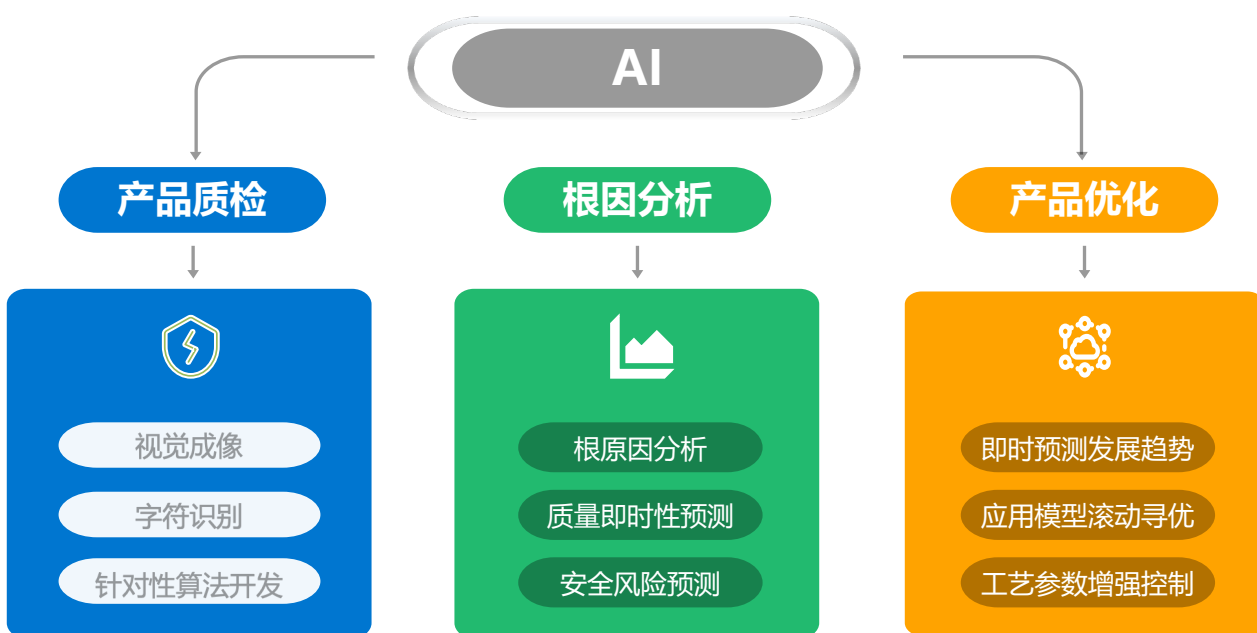 AI
产品质检
根因分析
产品优化
视觉成像
字符识别
针对性算法开发
根原因分析
质量即时性预测
安全风险预测
即时预测发展趋势
应用模型滚动寻优
工艺参数增强控制